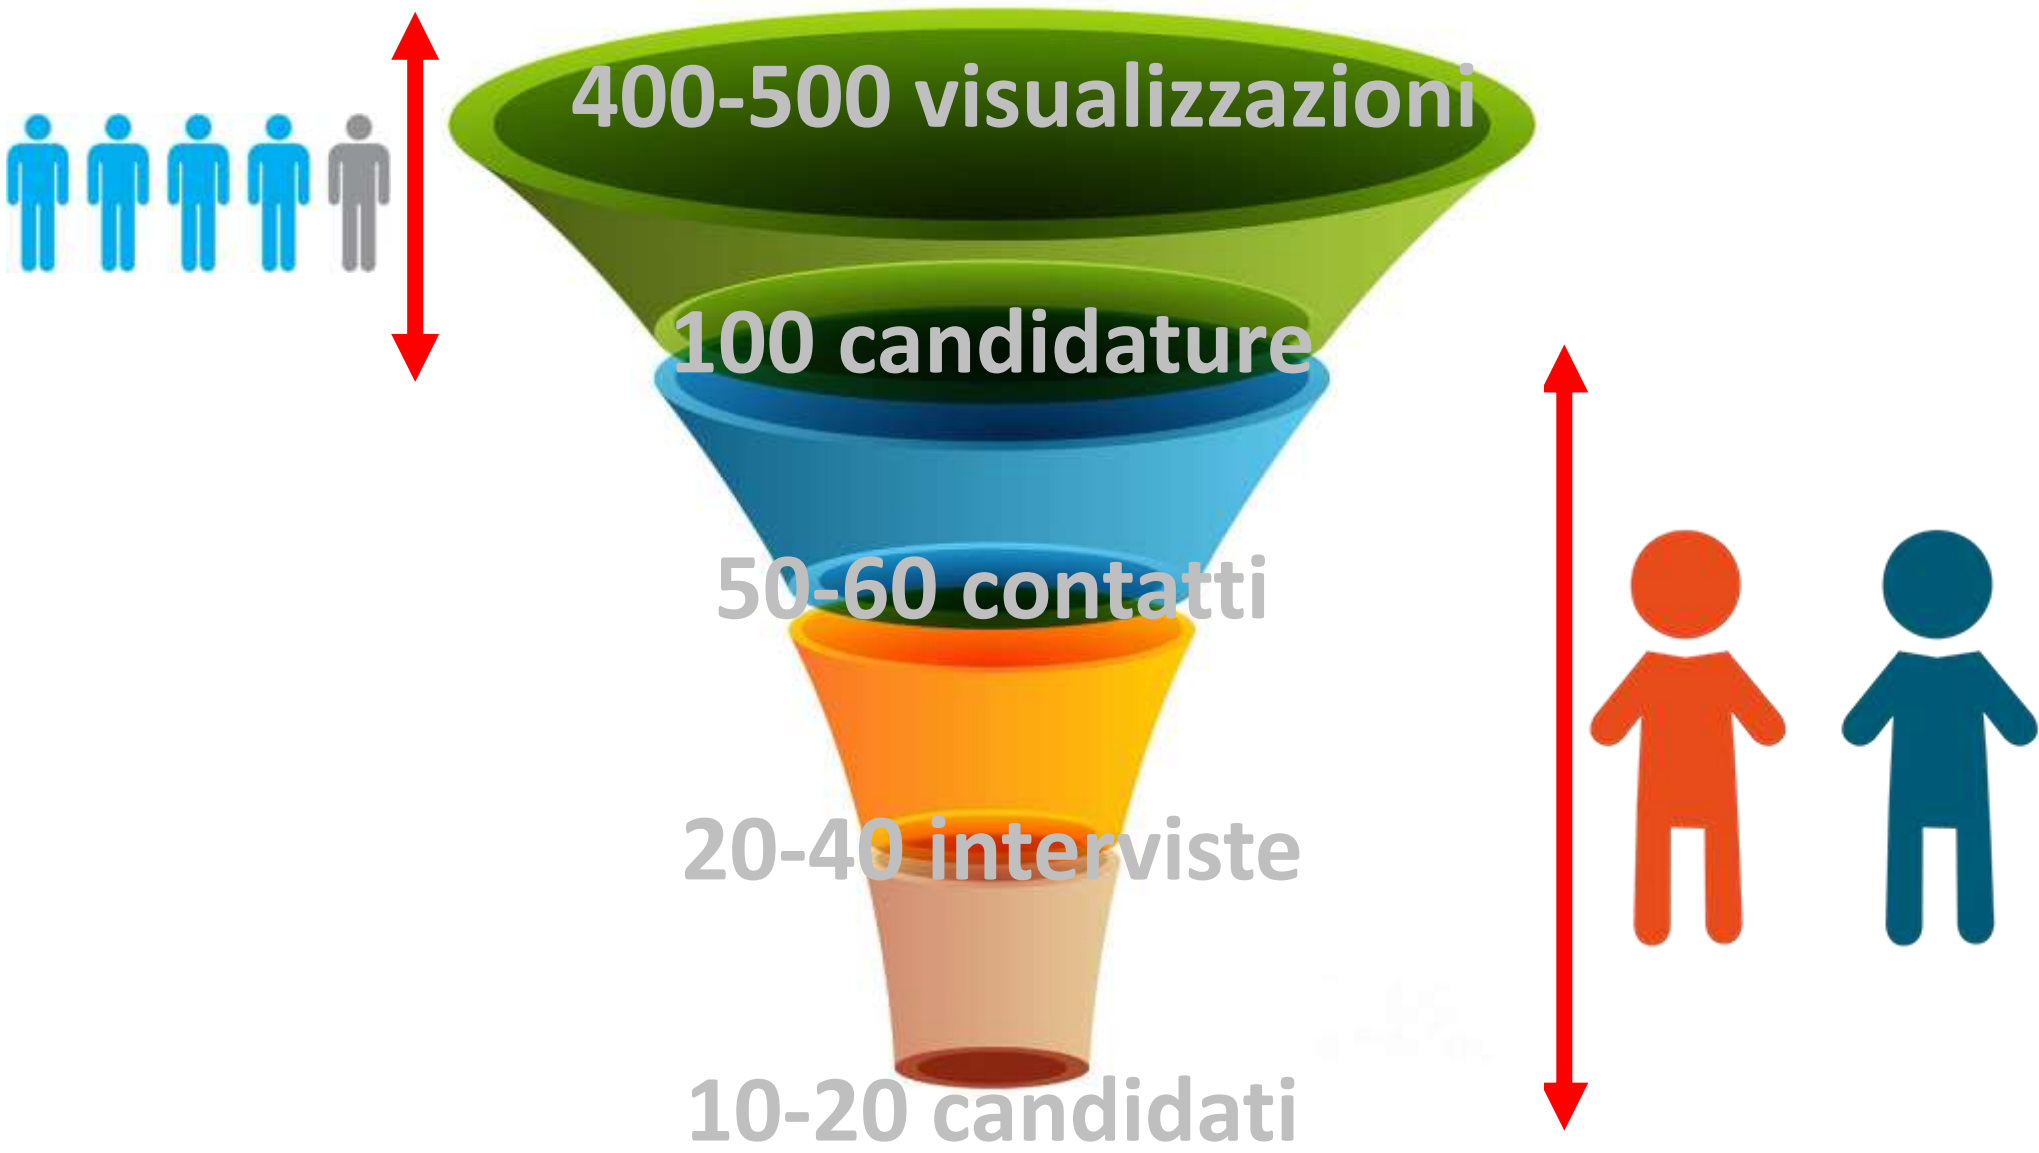 400-500 visualizzazioni
100 candidature
50-60 contatti
20-40 interviste
10-20 candidati